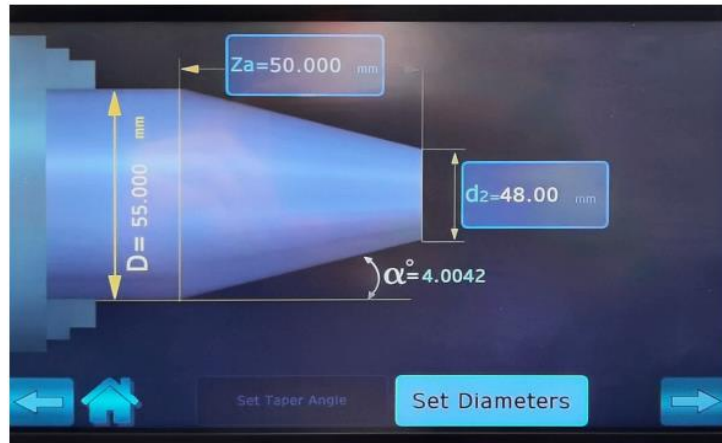 Za=50.000 mm
D= 55.000 mm
d2=48.00 mm
α°=4.0042
Set Taper Angle
Set Diameters